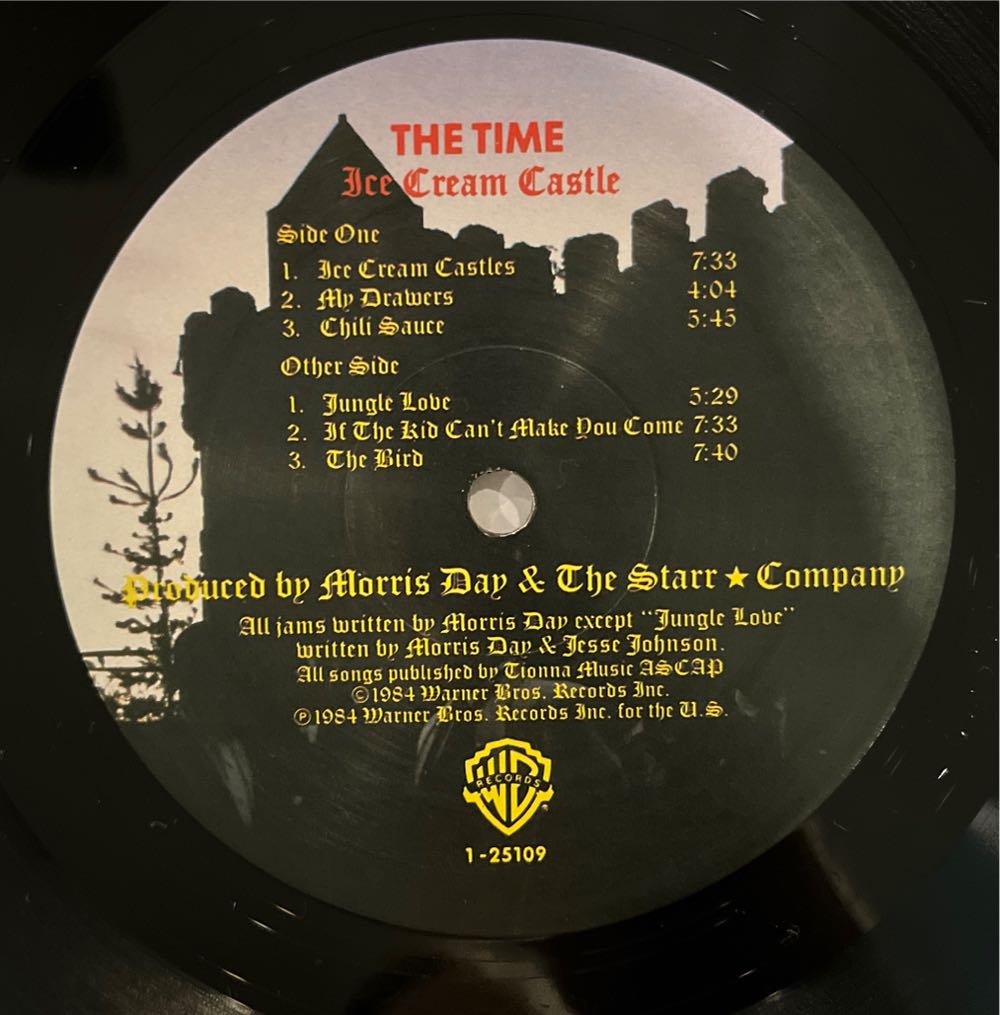 THE TIME
Ice Cream Castle
Side One
1. Ice Cream Castles 7:33
2. My Drawers 4:04
3. Chili Sauce 5:45
Other Side
1. Jungle Love 5:29
2. If The Kid Can't Make You Come 7:33
3. The Bird 7:40
Produced by Morris Day & The Starr ★ Company
All jams written by Morris Day except "Jungle Love"
written by Morris Day & Jesse Johnson.
All songs published by Tionna Music ASCAP
©1984 Warner Bros. Records Inc.
℗1984 Warner Bros. Records Inc. for the U.S.
WB
RECORDS
®
1-25109